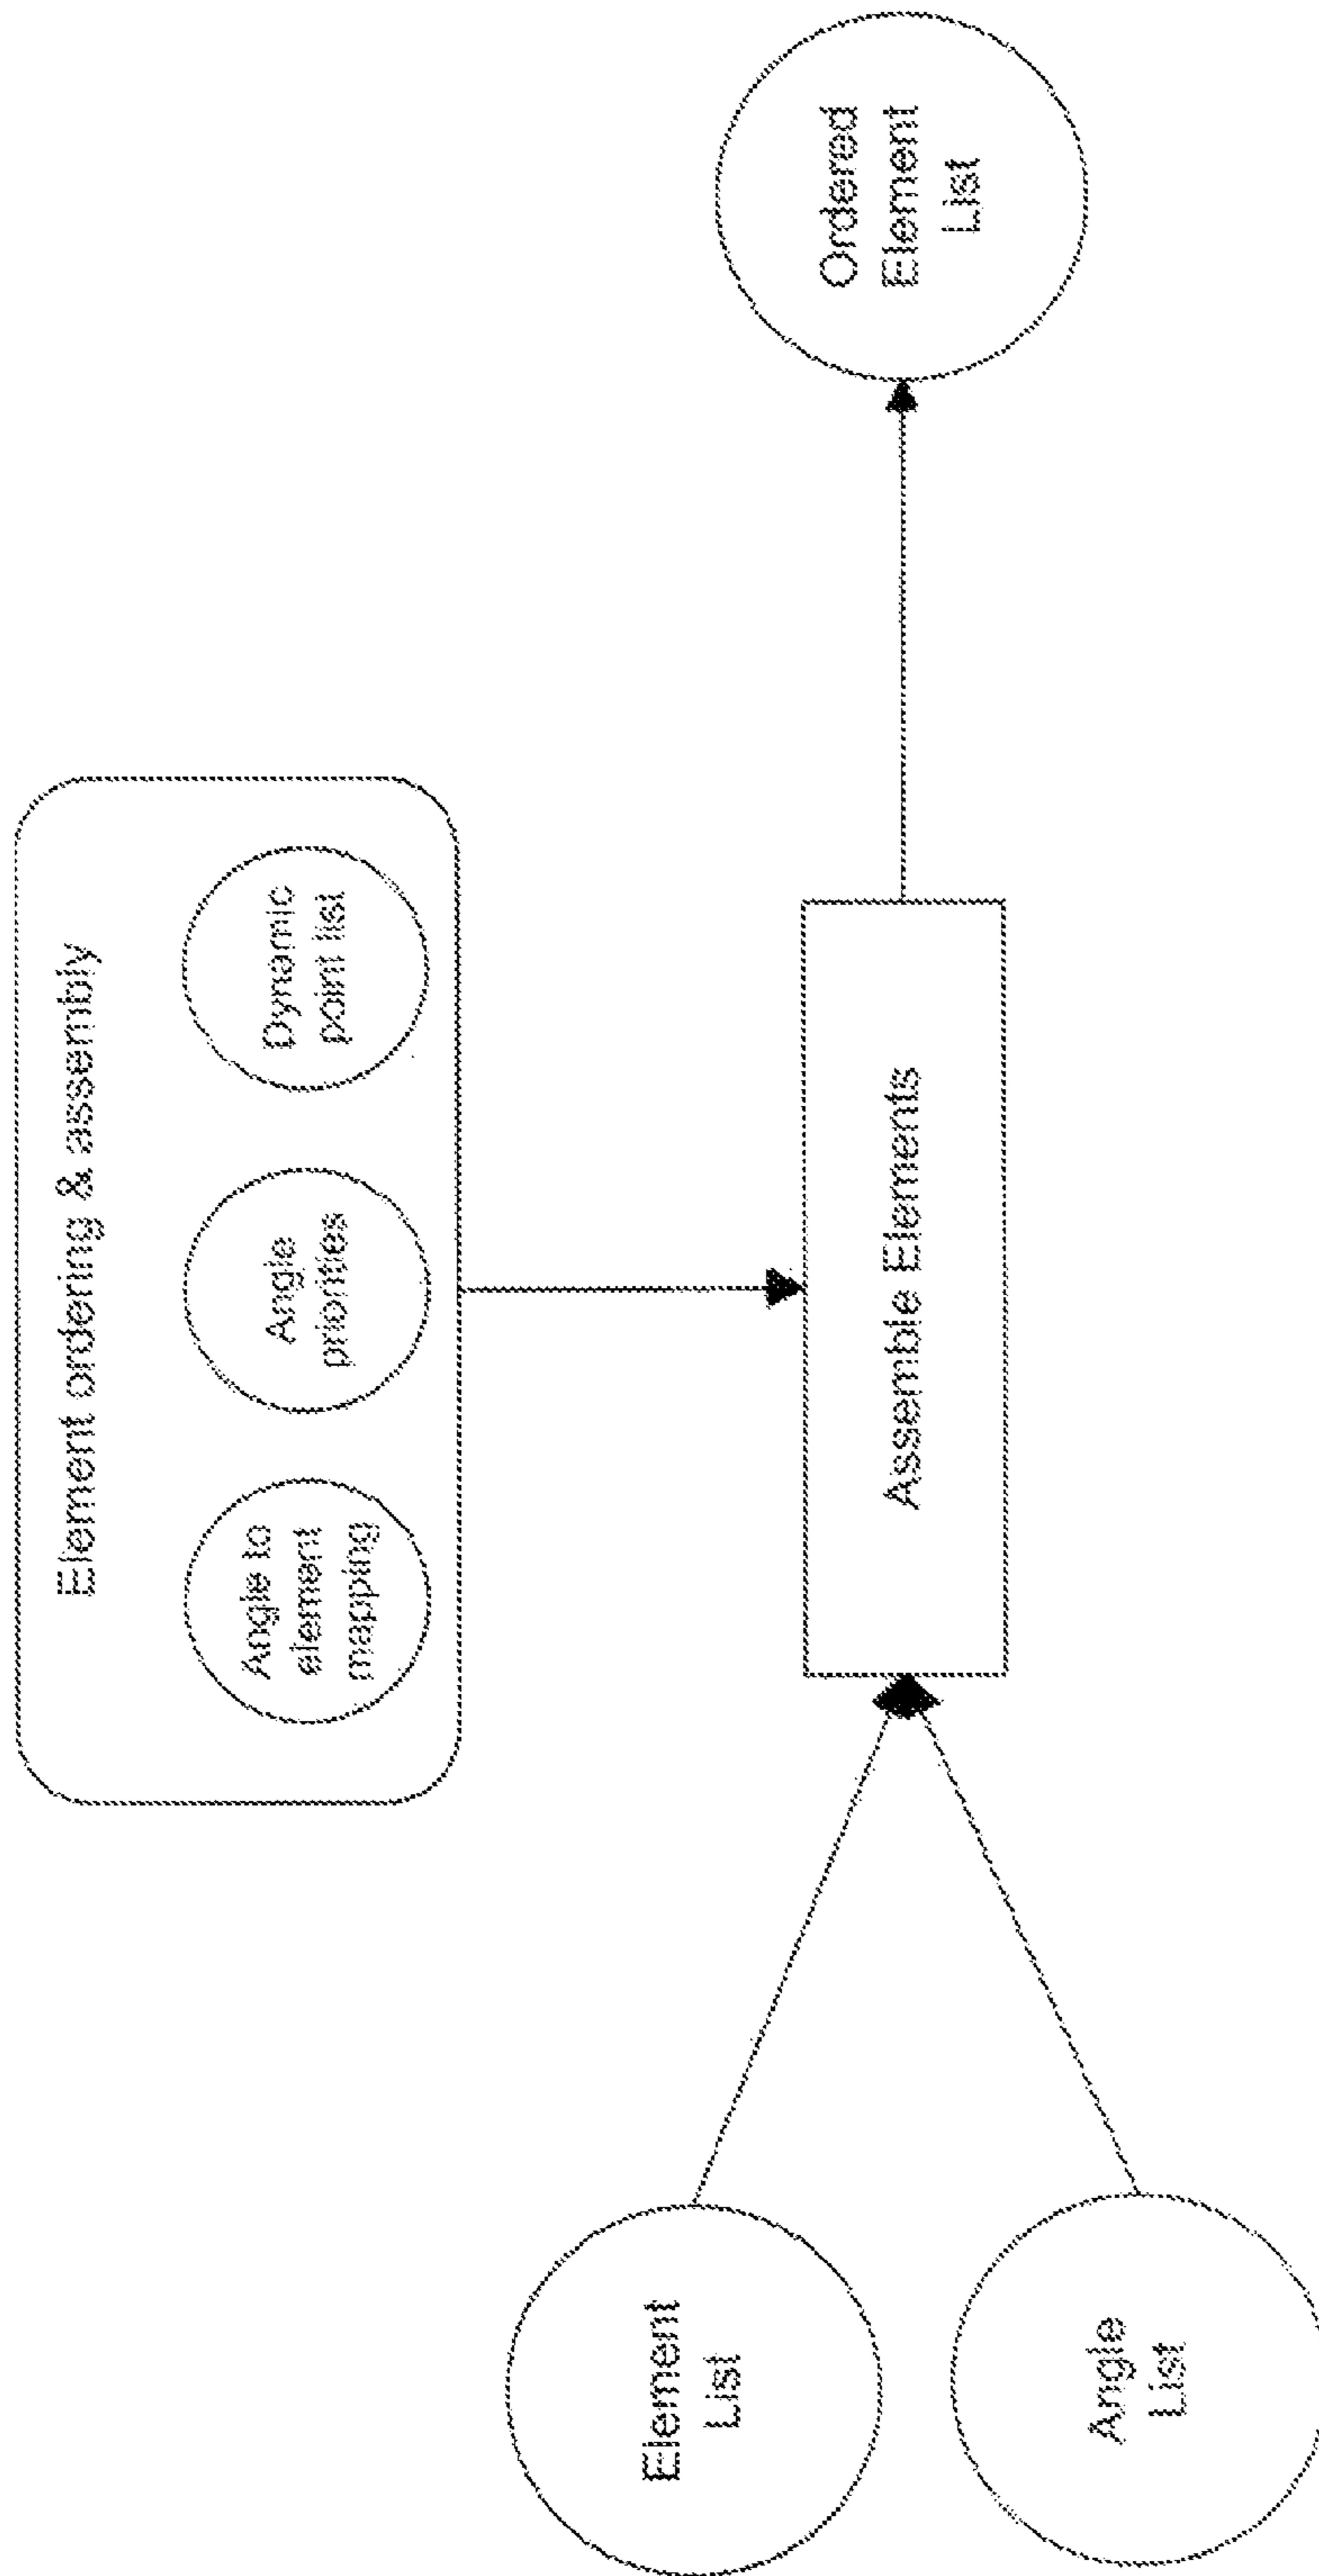 Element ordering & assembly
Angle to
element
mapping
Angle
priorities
Dynamic
point list
Element
List
Angle
List
Assemble Elements
Ordered
Element
List